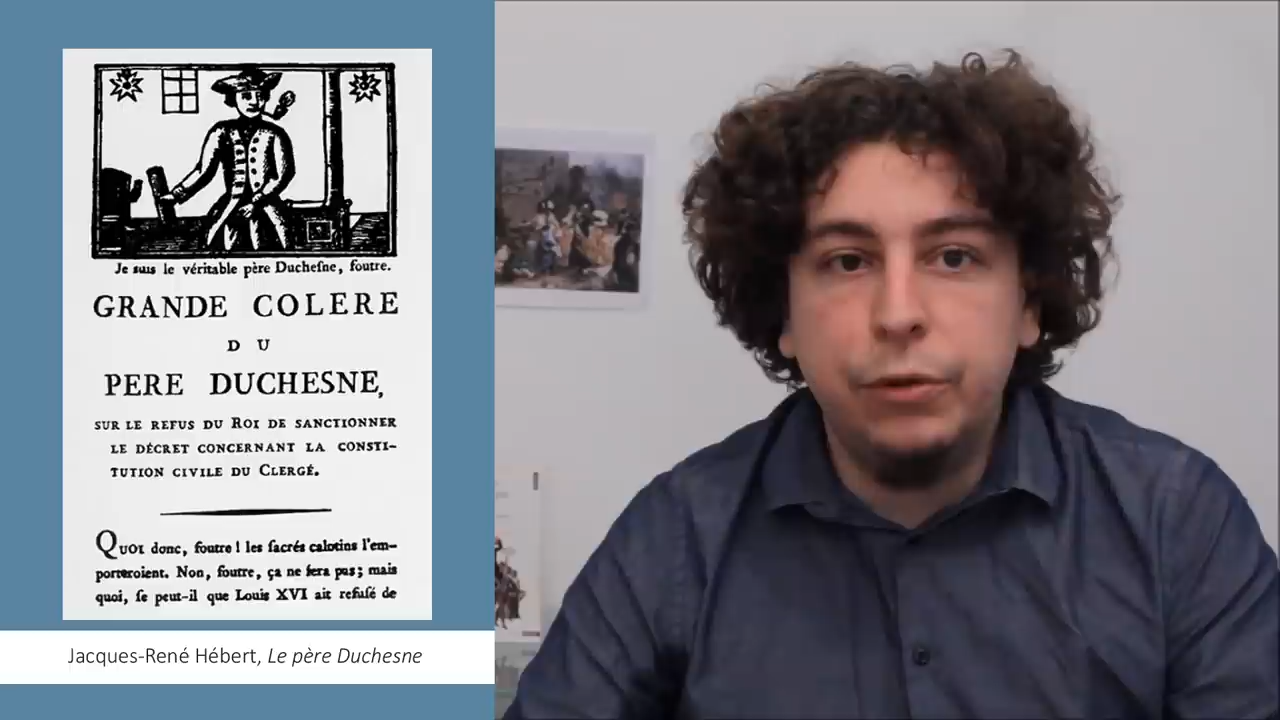 Je suis le véritable père Ducheſne, foutre.
GRANDE COLERE
D U
PERE DUCHESNE,
SUR LE REFUS DU ROI DE SANCTIONNER
LE DÉCRET CONCERNANT LA CONSTI-
TUTION CIVILE DU CLERGÉ.
QUOI donc, foutre ! les ſacrés calotins l'em-
porteroient. Non, foutre, ça ne ſera pas ; mais
quoi, ſe peut-il que Louis XVI ait refuſé de
Jacques-René Hébert, Le père Duchesne